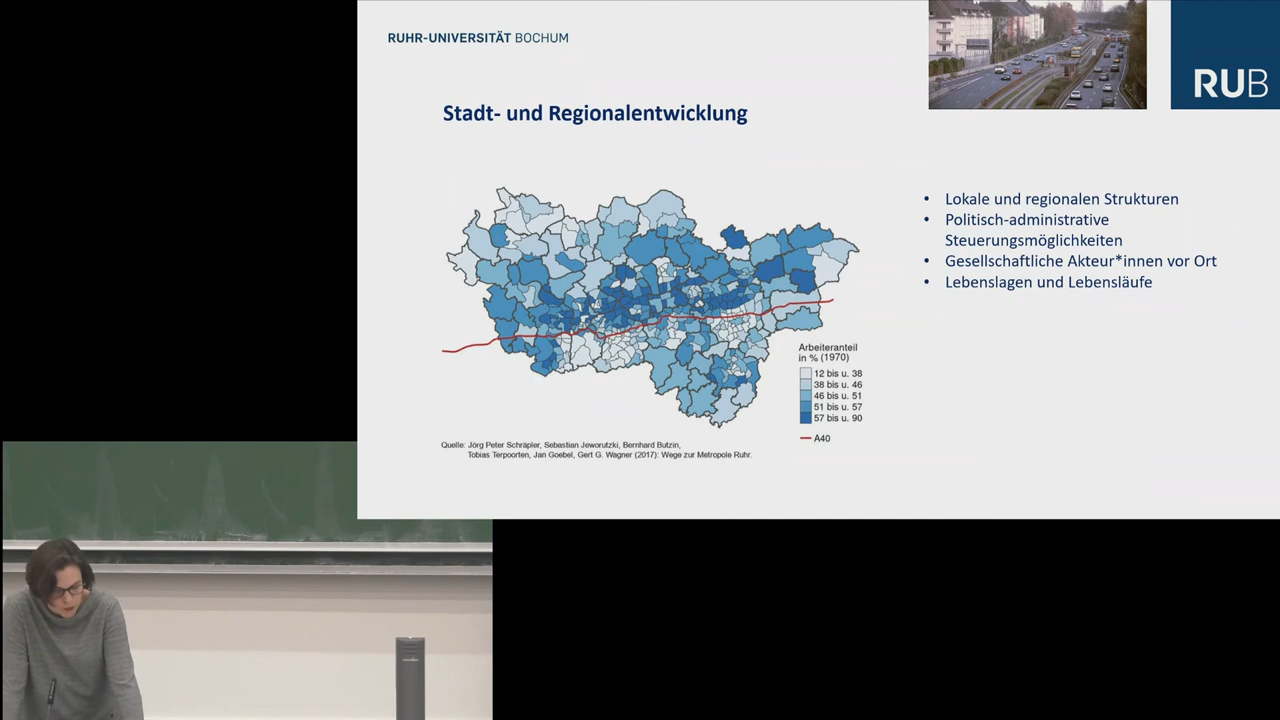 RUHR-UNIVERSITÄT BOCHUM
RUB
Stadt- und Regionalentwicklung
• Lokale und regionalen Strukturen
• Politisch-administrative
Steuerungsmöglichkeiten
• Gesellschaftliche Akteur*innen vor Ort
• Lebenslagen und Lebensläufe
Arbeiteranteil
in % (1970)
12 bis u. 38
38 bis u. 46
46 bis u. 51
51 bis u. 57
57 bis u. 90
A40
Quelle: Jörg Peter Schräpler, Sebastian Jeworutzki, Bernhard Butzin,
Tobias Terpoorten, Jan Goebel, Gert G. Wagner (2017): Wege zur Metropole Ruhr.